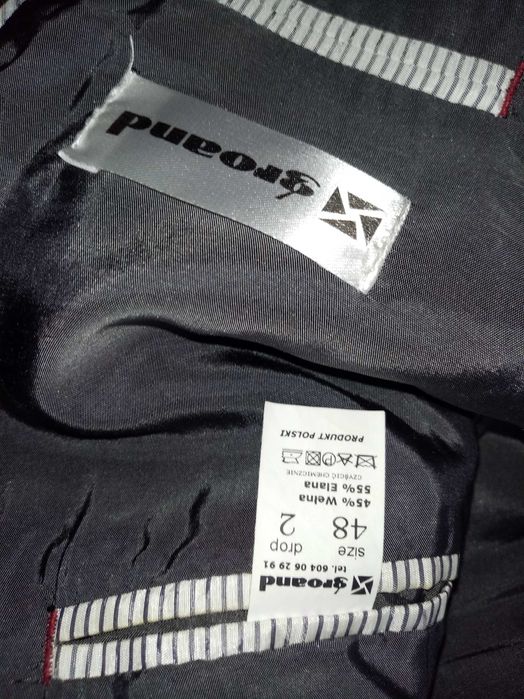 groand
groand
tel. 604 06 29 91
size drop
48 2
45% Wełna
55% Elana
CZYŚCIĆ CHEMICZNIE
PRODUKT POLSKI